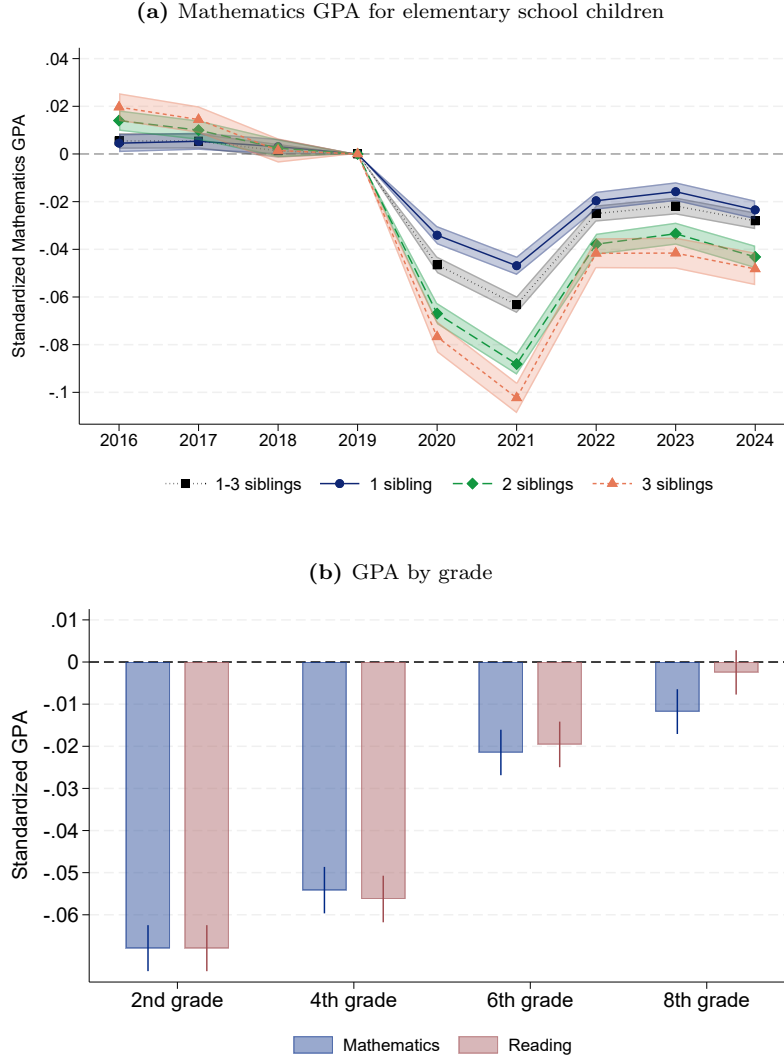 (a) Mathematics GPA for elementary school children
Standardized Mathematics GPA
.04
.02
0
-.02
-.04
-.06
-.08
-.1
2016 2017 2018 2019 2020 2021 2022 2023 2024
1-3 siblings 1 sibling 2 siblings 3 siblings
(b) GPA by grade
Standardized GPA
.01
0
-.01
-.02
-.03
-.04
-.05
-.06
2nd grade 4th grade 6th grade 8th grade
Mathematics Reading